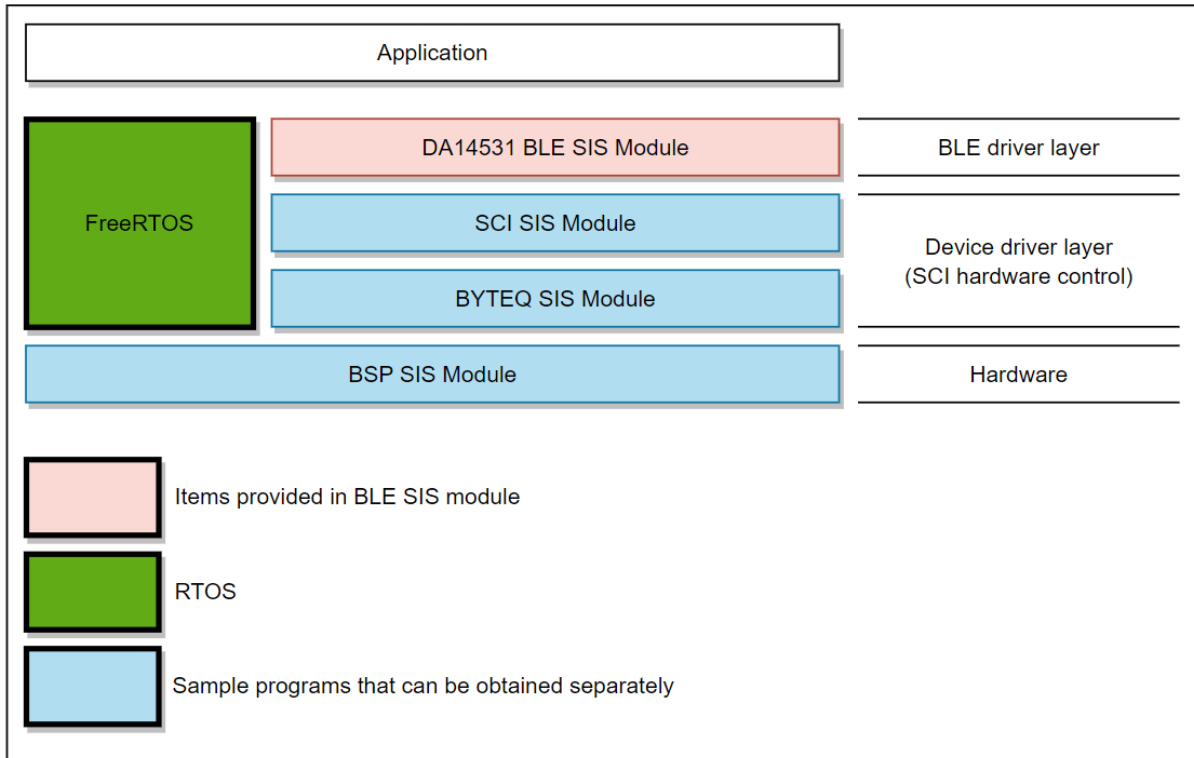 Application
DA14531 BLE SIS Module
BLE driver layer
FreeRTOS
SCI SIS Module
Device driver layer
(SCI hardware control)
BYTEQ SIS Module
BSP SIS Module
Hardware
Items provided in BLE SIS module
RTOS
Sample programs that can be obtained separately